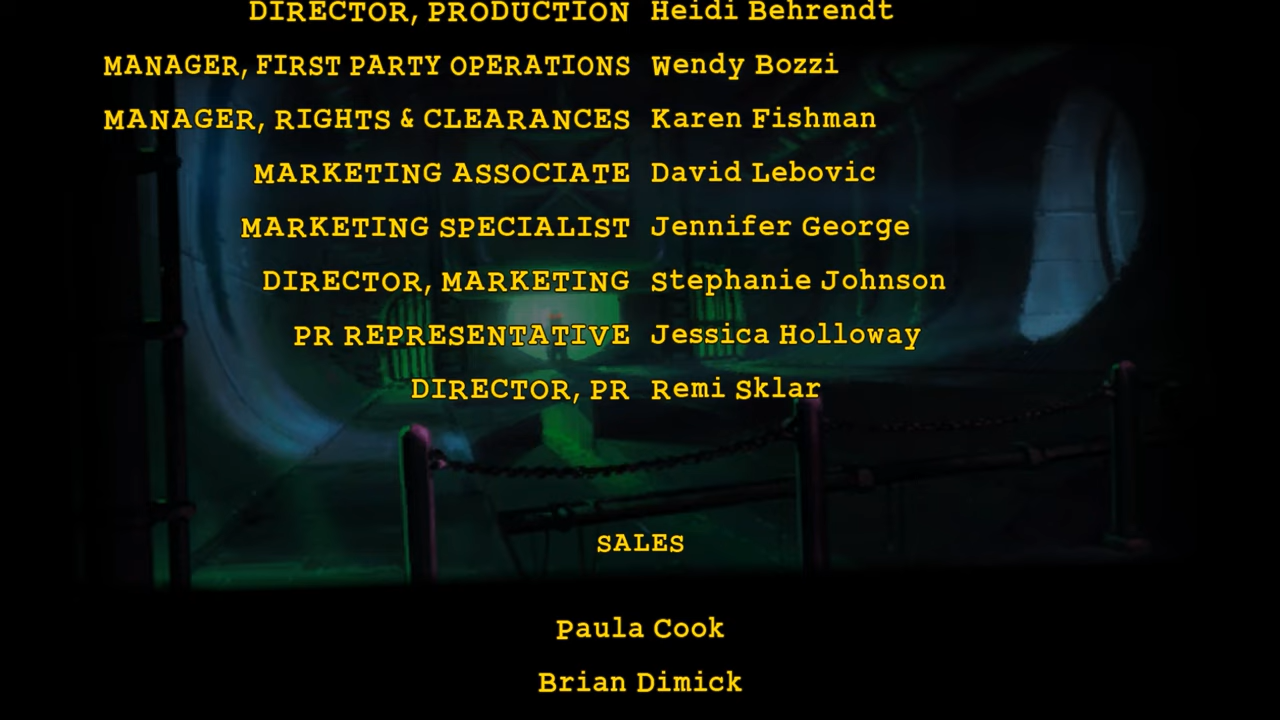 DIRECTOR, PRODUCTION Heidi Behrendt
MANAGER, FIRST PARTY OPERATIONS Wendy Bozzi
MANAGER, RIGHTS & CLEARANCES Karen Fishman
MARKETING ASSOCIATE David Lebovic
MARKETING SPECIALIST Jennifer George
DIRECTOR, MARKETING Stephanie Johnson
PR REPRESENTATIVE Jessica Holloway
DIRECTOR, PR Remi Sklar
SALES
Paula Cook
Brian Dimick